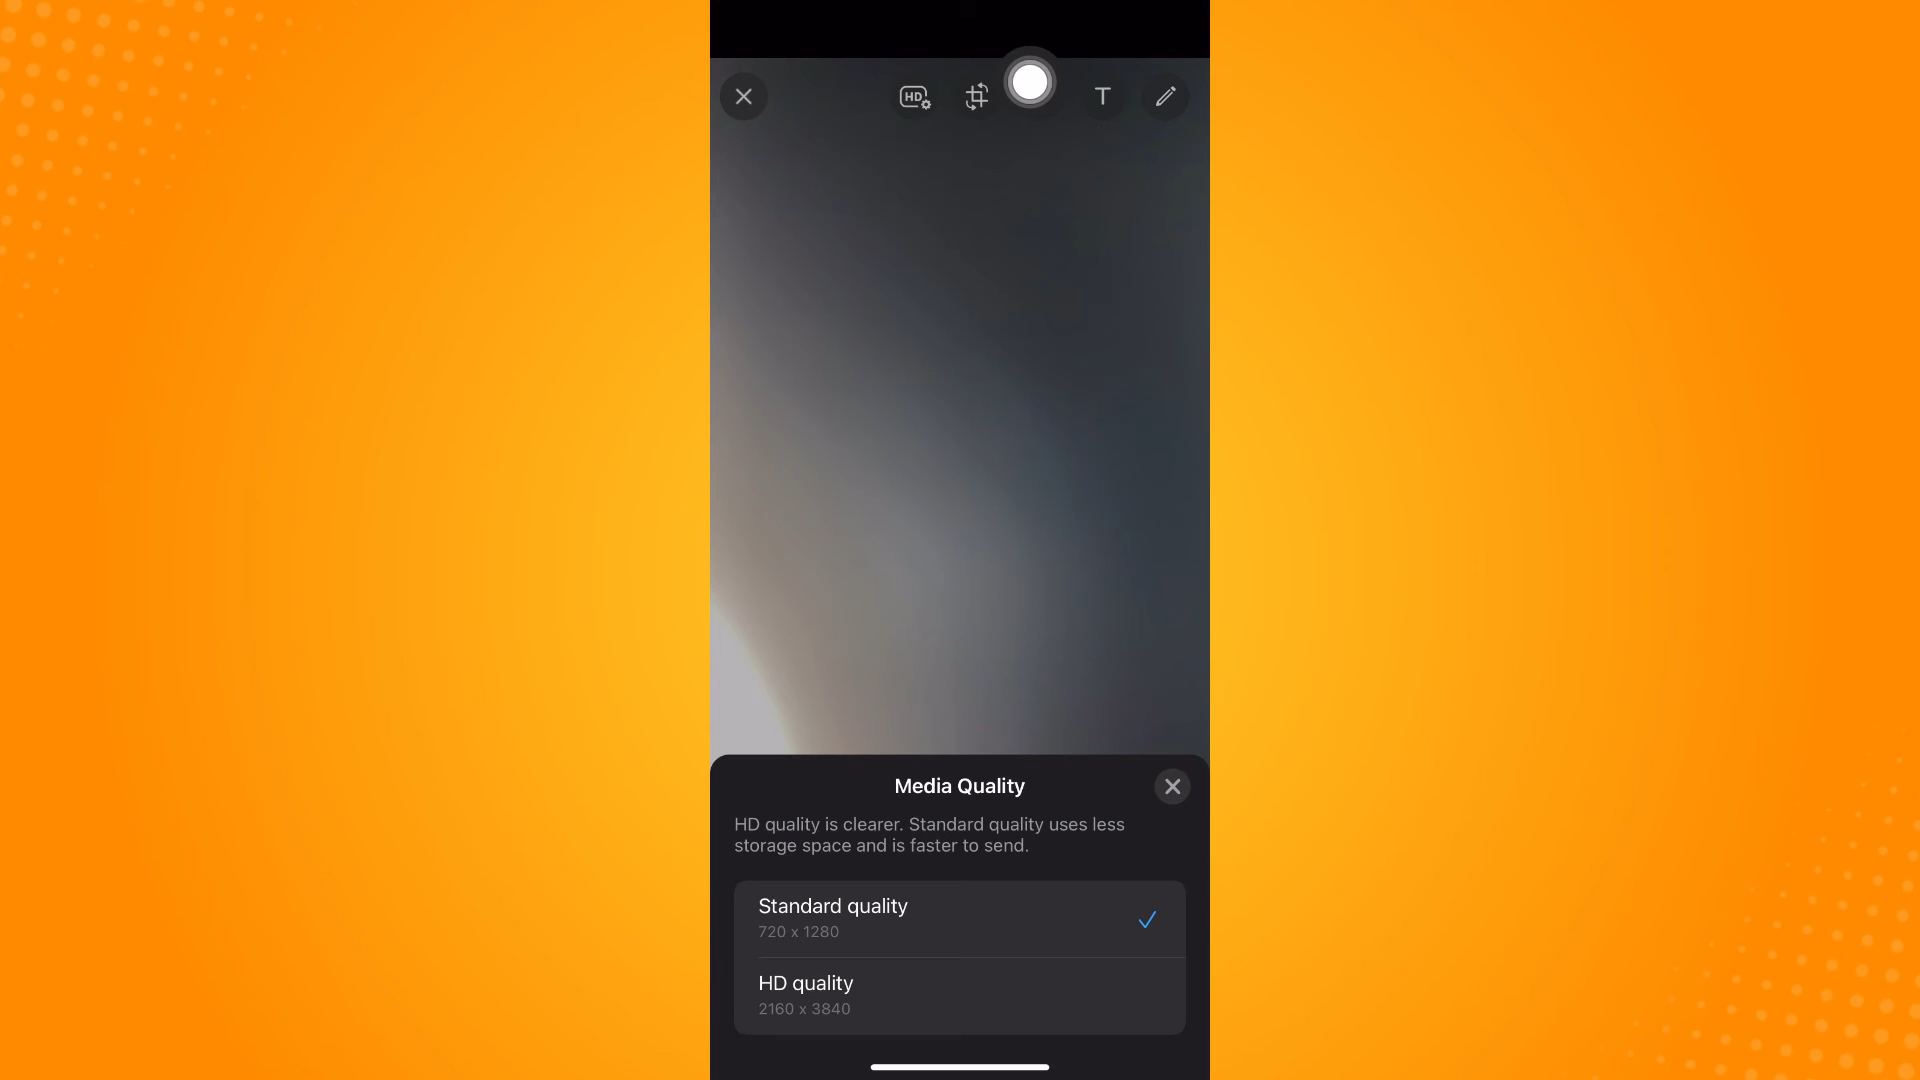 HD
T
Media Quality
HD quality is clearer. Standard quality uses less
storage space and is faster to send.
Standard quality
720 x 1280
HD quality
2160 x 3840